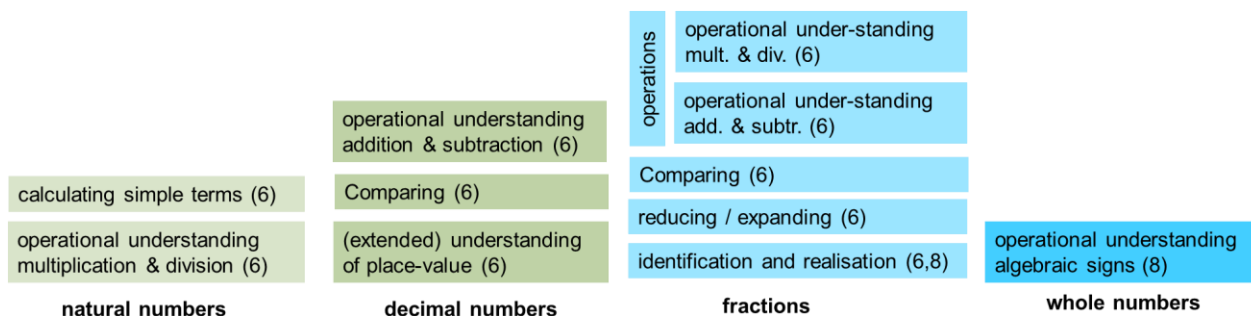 calculating simple terms (6)
operational understanding
multiplication & division (6)
natural numbers
operational understanding
addition & subtraction (6)
Comparing (6)
(extended) understanding
of place-value (6)
decimal numbers
operations
operational under-standing
mult. & div. (6)
operational under-standing
add. & subtr. (6)
Comparing (6)
reducing / expanding (6)
identification and realisation (6,8)
fractions
operational understanding
algebraic signs (8)
whole numbers